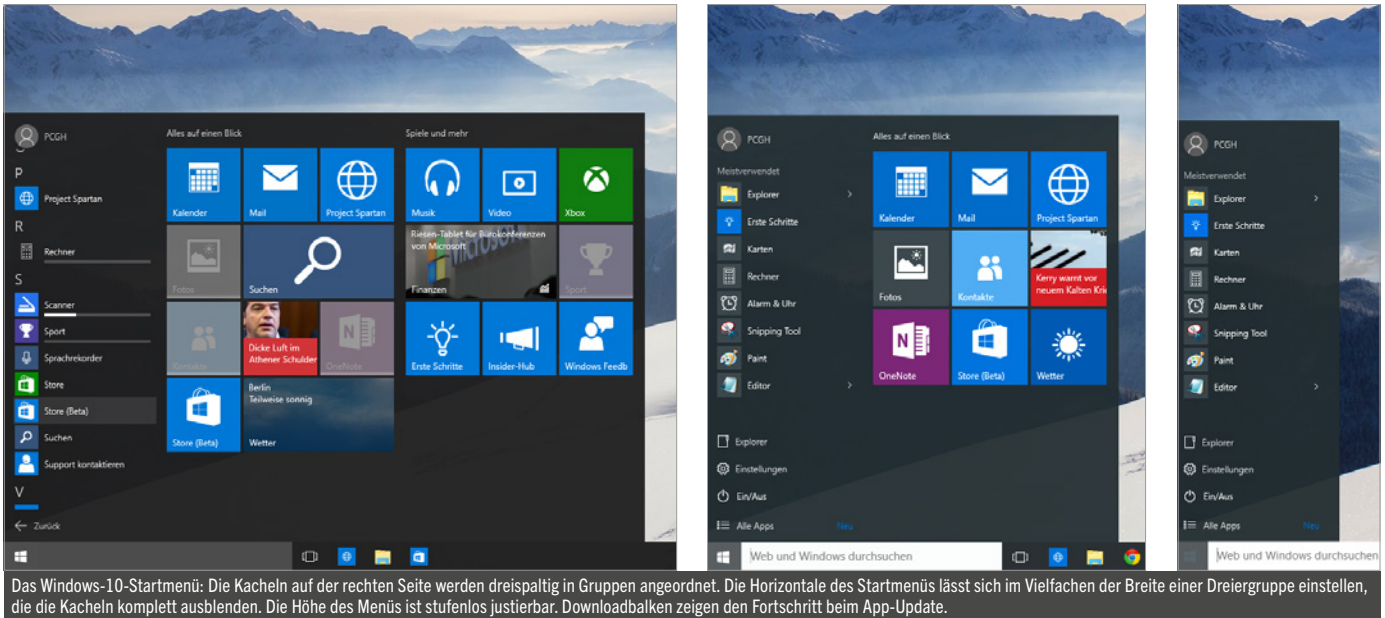 PCGH
P
Project Spartan
R
Rechner
S
Scanner
Sport
Sprachrekorder
Store
Store (Beta)
Suchen
Support kontaktieren
V
Zurück
Alles auf einen Blick
Kalender
Mail
Project Spartan
Fotos
Suchen
Kontakte
Dicke Luft im
Athener Schulder
OneNote
Store (Beta)
Berlin
Teilweise sonnig
Wetter
Spiele und mehr
Musik
Video
Xbox
Riesen-Tablet für Bürokonferenzen
von Microsoft
Finanzen
Sport
Erste Schritte
Insider-Hub
Windows Feedb
PCGH
Meistverwendet
Explorer
Erste Schritte
Karten
Rechner
Alarm & Uhr
Snipping Tool
Paint
Editor
Explorer
Einstellungen
Ein/Aus
Alle Apps
Neu
Alles auf einen Blick
Kalender
Mail
Project Spartan
Fotos
Kontakte
Kerry warnt vor
neuem Kalten Krie
OneNote
Store (Beta)
Wetter
Web und Windows durchsuchen
PCGH
Meistverwendet
Explorer
Erste Schritte
Karten
Rechner
Alarm & Uhr
Snipping Tool
Paint
Editor
Explorer
Einstellungen
Ein/Aus
Alle Apps
Neu
Web und Windows durchsuchen
Das Windows-10-Startmenü: Die Kacheln auf der rechten Seite werden dreispaltig in Gruppen angeordnet. Die Horizontale des Startmenüs lässt sich im Vielfachen der Breite einer Dreiergruppe einstellen,
die die Kacheln komplett ausblenden. Die Höhe des Menüs ist stufenlos justierbar. Downloadbalken zeigen den Fortschritt beim App-Update.